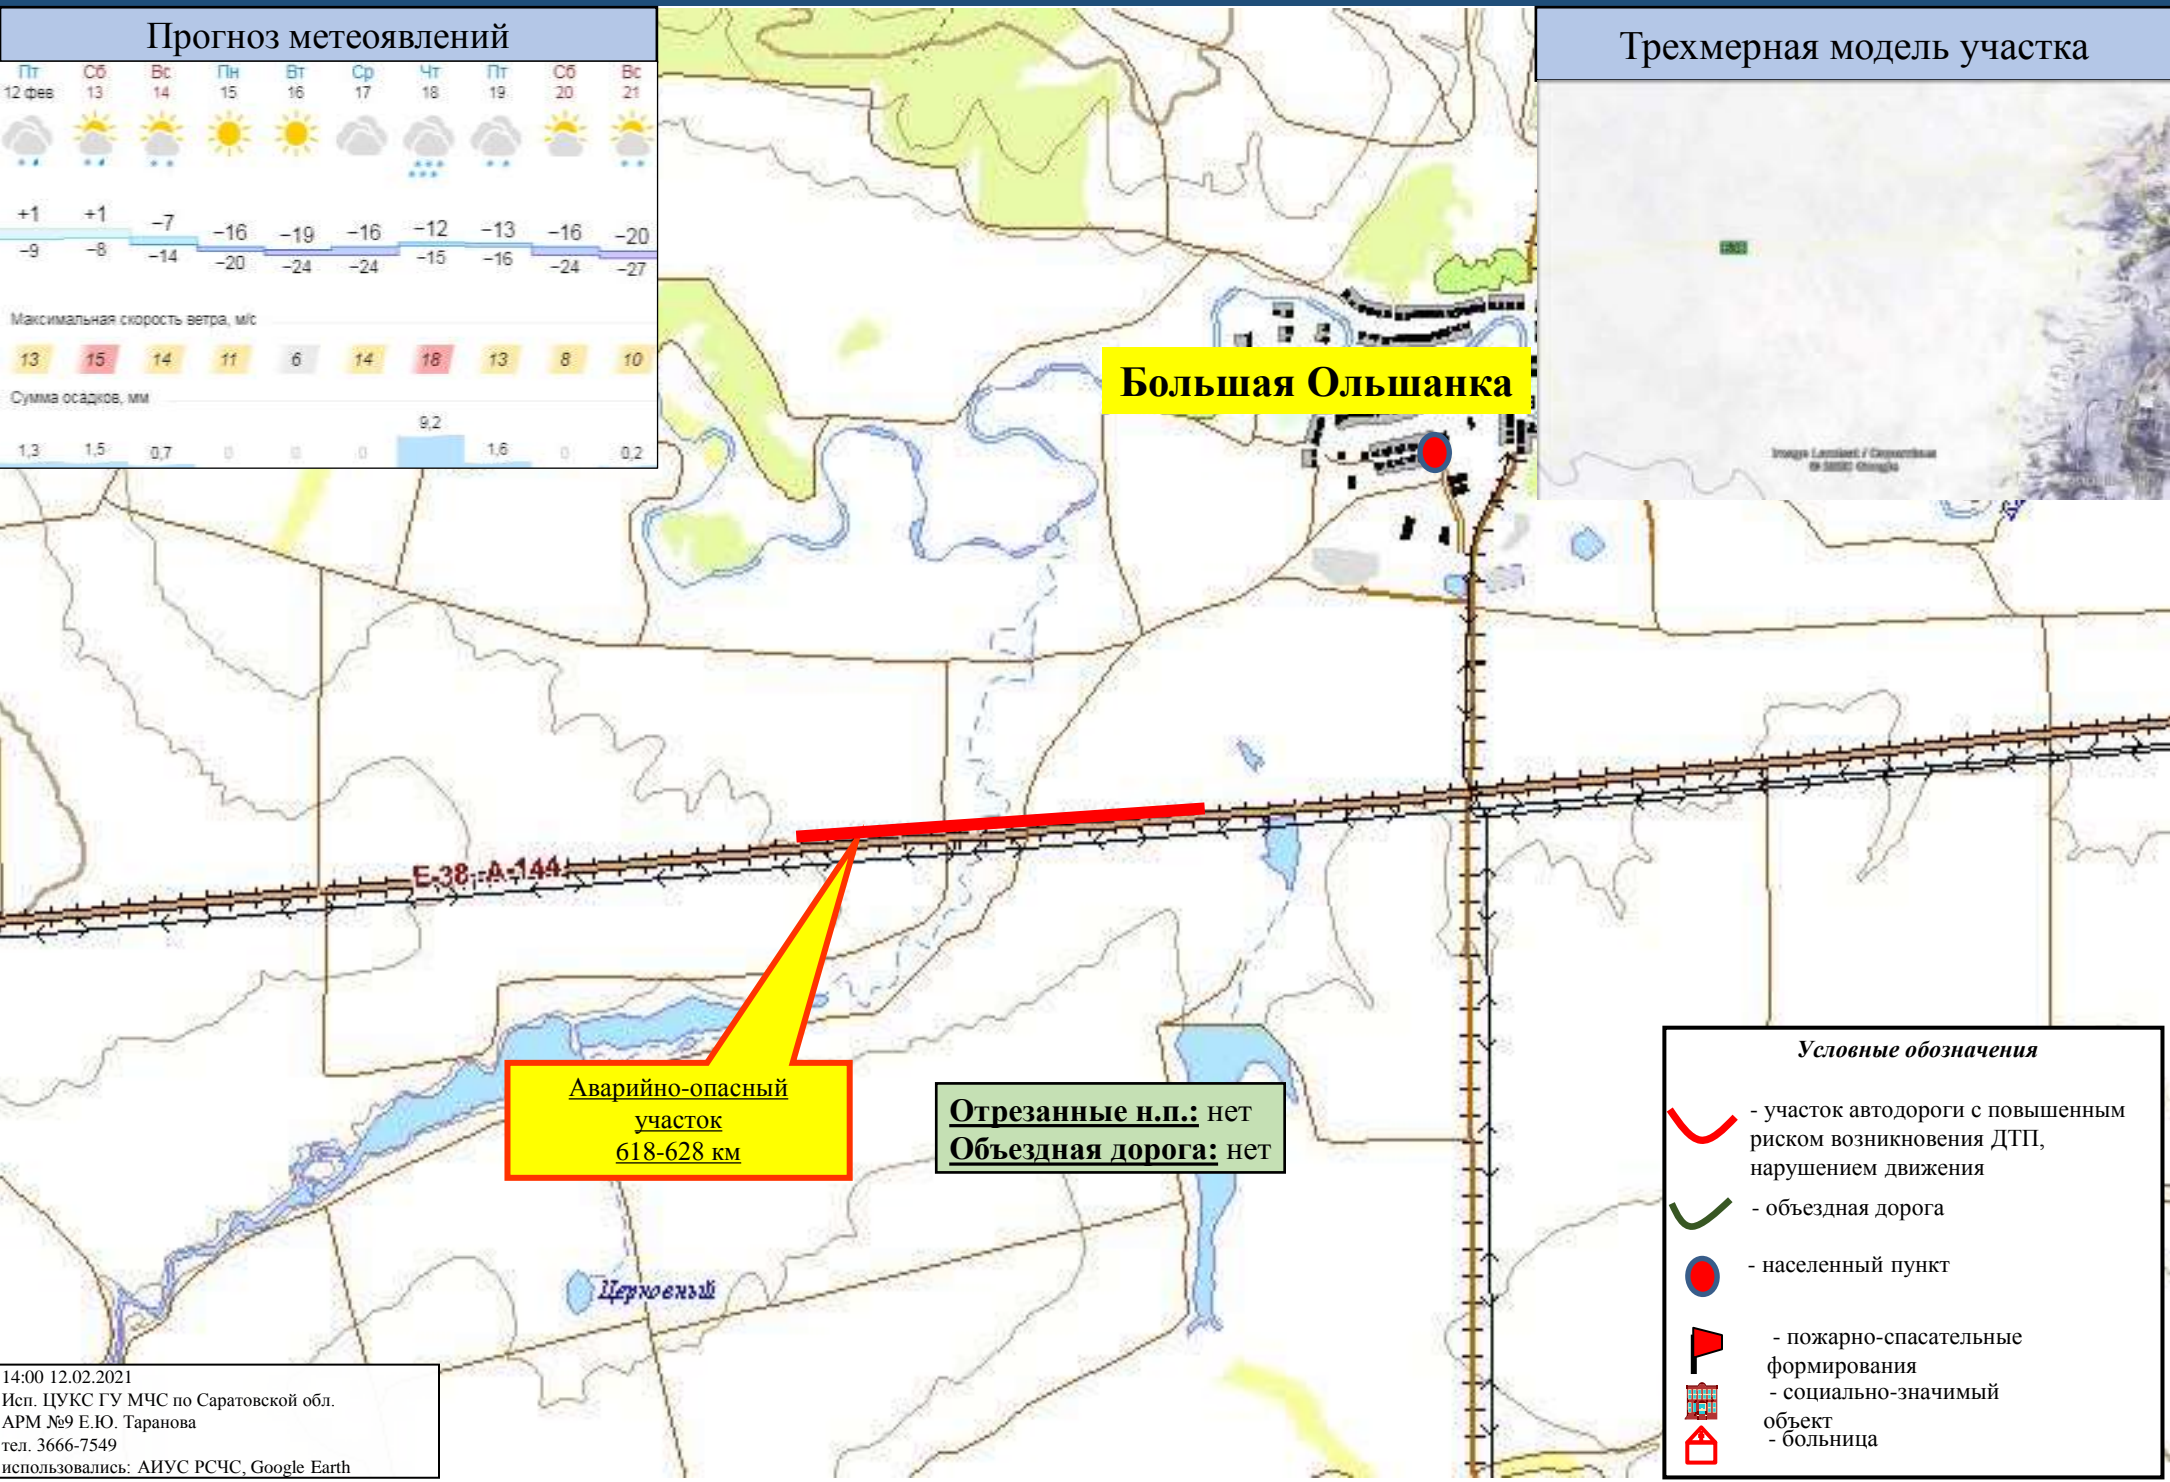 Прогноз метеоявлений
Пт Сб Вс Пн Вт Ср Чт Пт Сб Вс
12 фев 13 14 15 16 17 18 19 20 21
+1 +1 −7 −16 −19 −16 −12 −13 −16 −20
−9 −8 −14 −20 −24 −24 −15 −16 −24 −27
Максимальная скорость ветра, м/с
13 15 14 11 6 14 18 13 8 10
Сумма осадков, мм
1,3 1,5 0,7 0 0 0 9,2 1,6 0 0,2
Трехмерная модель участка
Image Landsat / Copernicus
Google
Большая Ольшанка
E-38,-A-144
Аварийно-опасный
участок
618-628 км
Отрезанные н.п.: нет
Объездная дорога: нет
Церковный
Условные обозначения
- участок автодороги с повышенным
риском возникновения ДТП,
нарушением движения
- объездная дорога
- населенный пункт
- пожарно-спасательные
формирования
- социально-значимый
объект
- больница
14:00 12.02.2021
Исп. ЦУКС ГУ МЧС по Саратовской обл.
АРМ №9 Е.Ю. Таранова
тел. 3666-7549
использовались: АИУС РСЧС, Google Earth